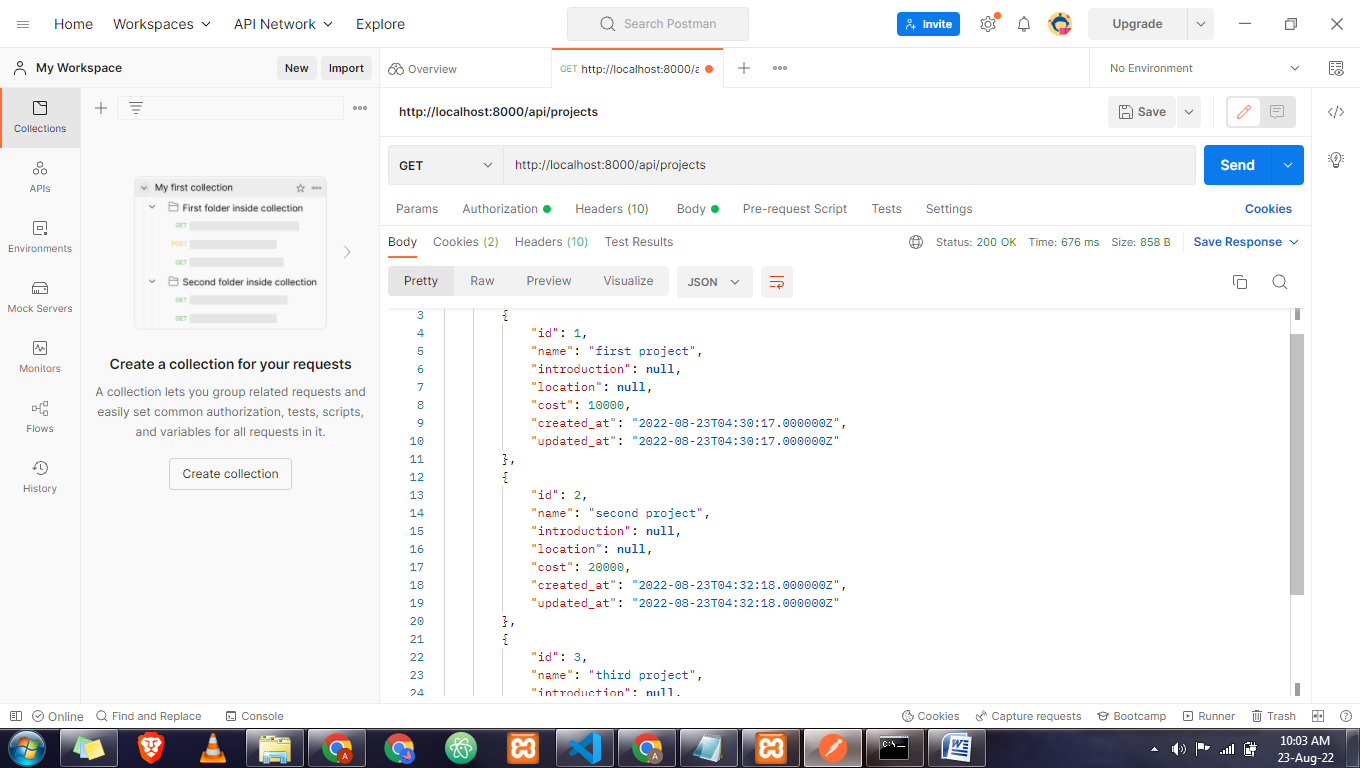 Home Workspaces API Network Explore Search Postman Invite Upgrade
My Workspace New Import Overview GET http://localhost:8000/a No Environment
http://localhost:8000/api/projects Save
Collections
APIs
Environments
Mock Servers
Monitors
Flows
History
My first collection
First folder inside collection
GET
POST
GET
Second folder inside collection
GET
GET
Create a collection for your requests
A collection lets you group related requests and
easily set common authorization, tests, scripts,
and variables for all requests in it.
Create collection
GET http://localhost:8000/api/projects Send
Params Authorization Headers (10) Body Pre-request Script Tests Settings Cookies
Body Cookies (2) Headers (10) Test Results Status: 200 OK Time: 676 ms Size: 858 B Save Response
Pretty Raw Preview Visualize JSON
3 {
4 "id": 1,
5 "name": "first project",
6 "introduction": null,
7 "location": null,
8 "cost": 10000,
9 "created_at": "2022-08-23T04:30:17.000000Z",
10 "updated_at": "2022-08-23T04:30:17.000000Z"
11 },
12 {
13 "id": 2,
14 "name": "second project",
15 "introduction": null,
16 "location": null,
17 "cost": 20000,
18 "created_at": "2022-08-23T04:32:18.000000Z",
19 "updated_at": "2022-08-23T04:32:18.000000Z"
20 },
21 {
22 "id": 3,
23 "name": "third project",
24 "introduction": null,
Online Find and Replace Console Cookies Capture requests Bootcamp Runner Trash
10:03 AM
23-Aug-22